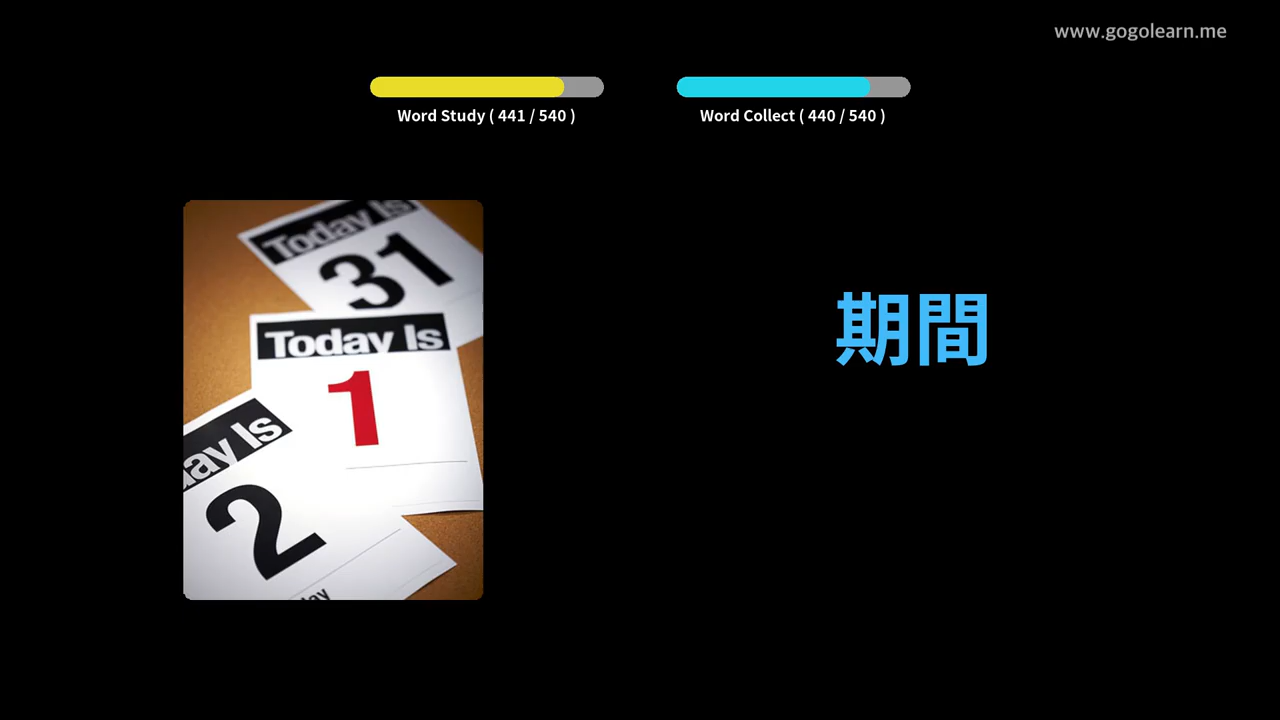 www.gogolearn.me
Word Study ( 441 / 540 )
Word Collect ( 440 / 540 )
Today Is
31
Today Is
1
day Is
2
期間